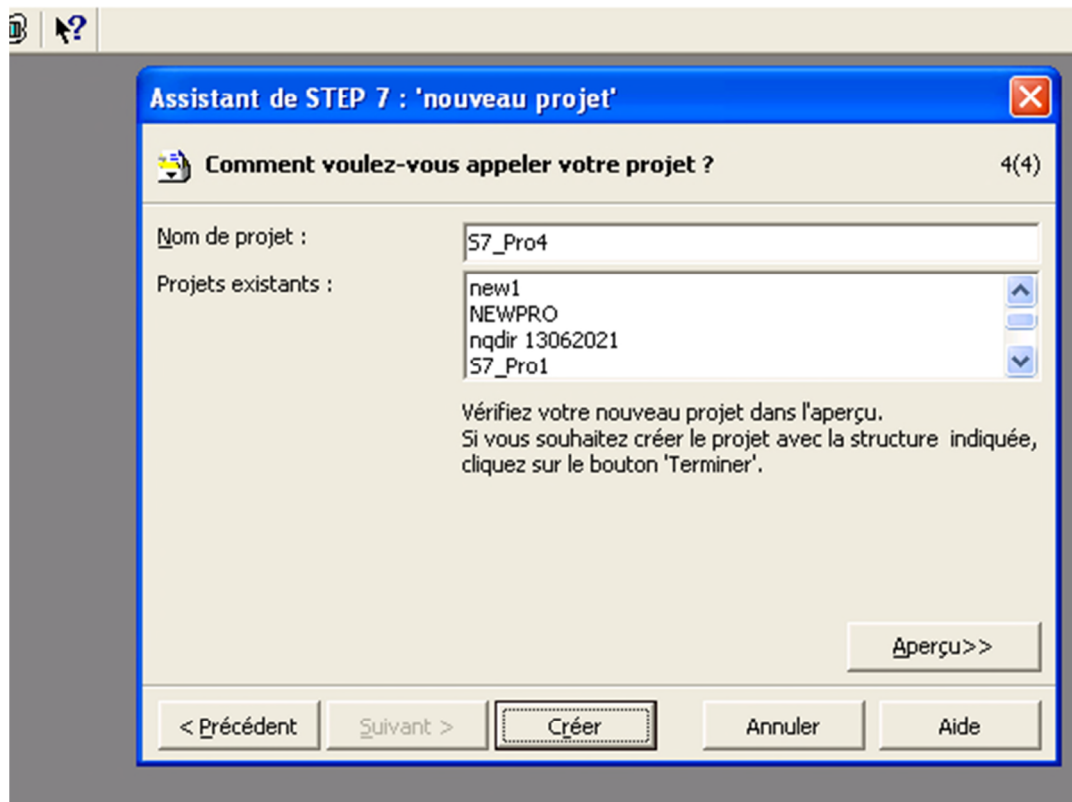 Assistant de STEP 7 : 'nouveau projet'
Comment voulez-vous appeler votre projet ? 4(4)
Nom de projet : S7_Pro4
Projets existants : new1
NEWPRO
nqdir 13062021
S7_Pro1
Vérifiez votre nouveau projet dans l'aperçu.
Si vous souhaitez créer le projet avec la structure indiquée,
cliquez sur le bouton 'Terminer'.
Aperçu>>
< Précédent Suivant > Créer Annuler Aide